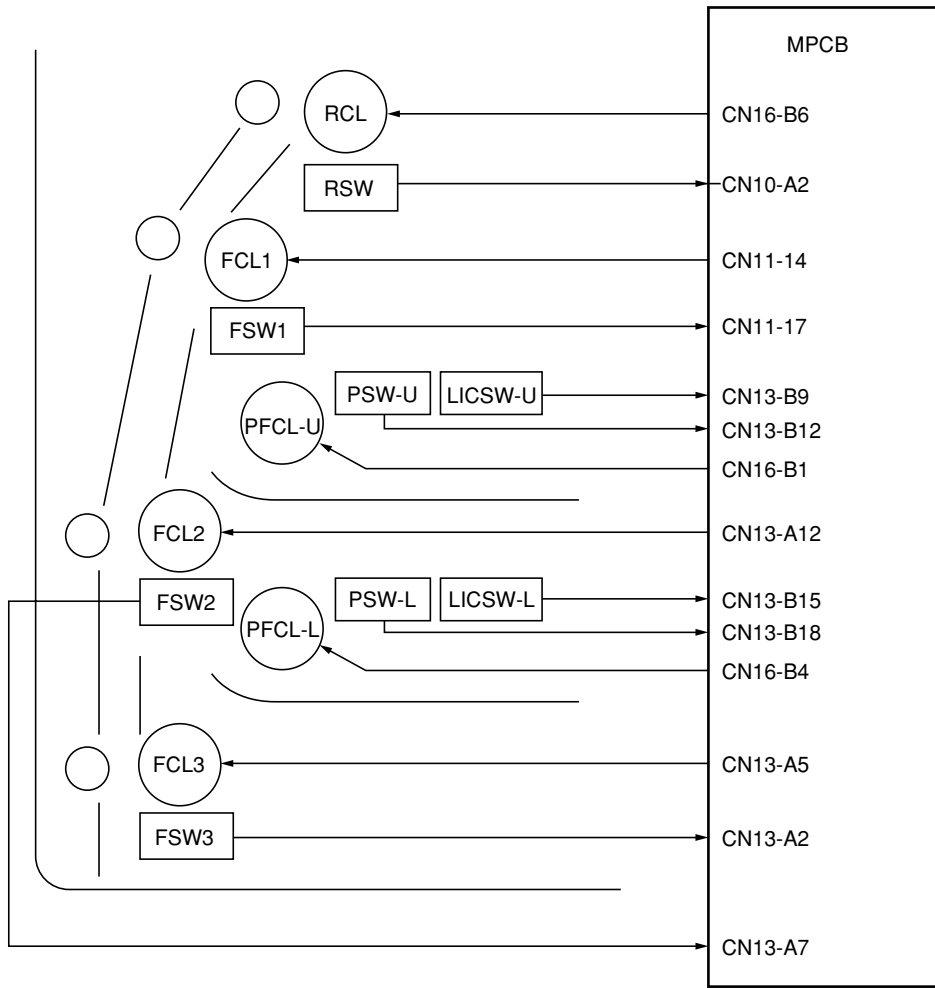 MPCB
RCL
CN16-B6
RSW
CN10-A2
FCL1
CN11-14
FSW1
CN11-17
PSW-U
LICSW-U
CN13-B9
PFCL-U
CN13-B12
CN16-B1
FCL2
CN13-A12
FSW2
PSW-L
LICSW-L
CN13-B15
PFCL-L
CN13-B18
CN16-B4
FCL3
CN13-A5
FSW3
CN13-A2
CN13-A7